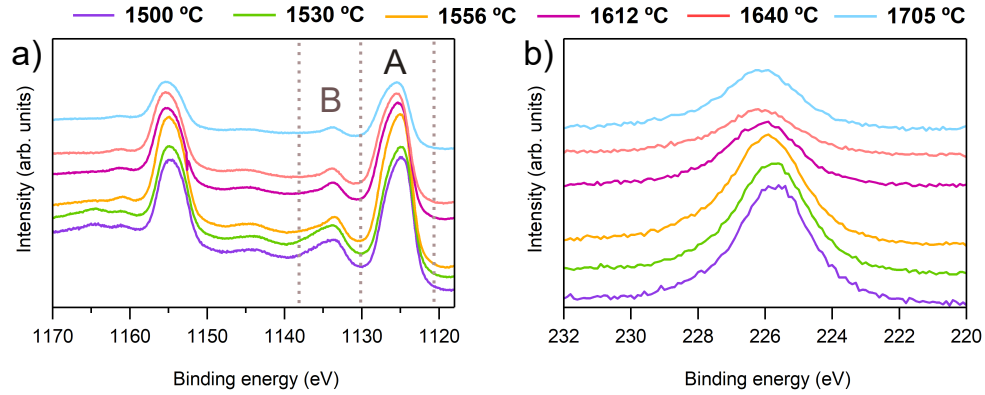 1500 ºC 1530 ºC 1556 ºC 1612 ºC 1640 ºC 1705 ºC
a) A b)
B
Intensity (arb. units) Intensity (arb. units)
1170 1160 1150 1140 1130 1120 232 230 228 226 224 222 220
Binding energy (eV) Binding energy (eV)